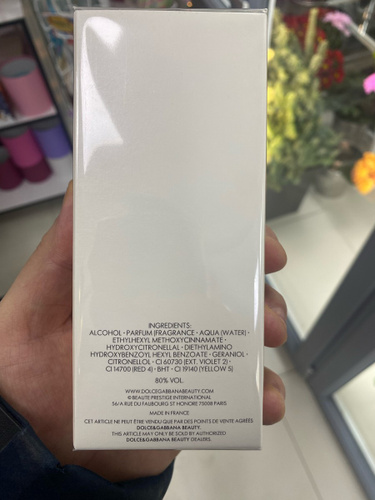 INGREDIENTS:
ALCOHOL • PARFUM (FRAGRANCE • AQUA (WATER) •
ETHYLHEXYL METHOXYCINNAMATE •
HYDROXYCITRONELLAL • DIETHYLAMINO
HYDROXYBENZOYL HEXYL BENZOATE • GERANIOL •
CITRONELLOL • CI 60730 (EXT. VIOLET 2) •
CI 14700 (RED 4) • BHT • CI 19140 (YELLOW 5)
80% VOL.
WWW.DOLCEGABBANABEAUTY.COM
© BEAUTE PRESTIGE INTERNATIONAL
56/A RUE DU FAUBOURG ST HONORE 75008 PARIS
MADE IN FRANCE
CET ARTICLE NE PEUT ÊTRE VENDU QUE PAR DES POINTS DE VENTE AGRÉÉS
DOLCE&GABBANA BEAUTY.
THIS ARTICLE MAY ONLY BE SOLD BY AUTHORIZED
DOLCE&GABBANA BEAUTY DEALERS.